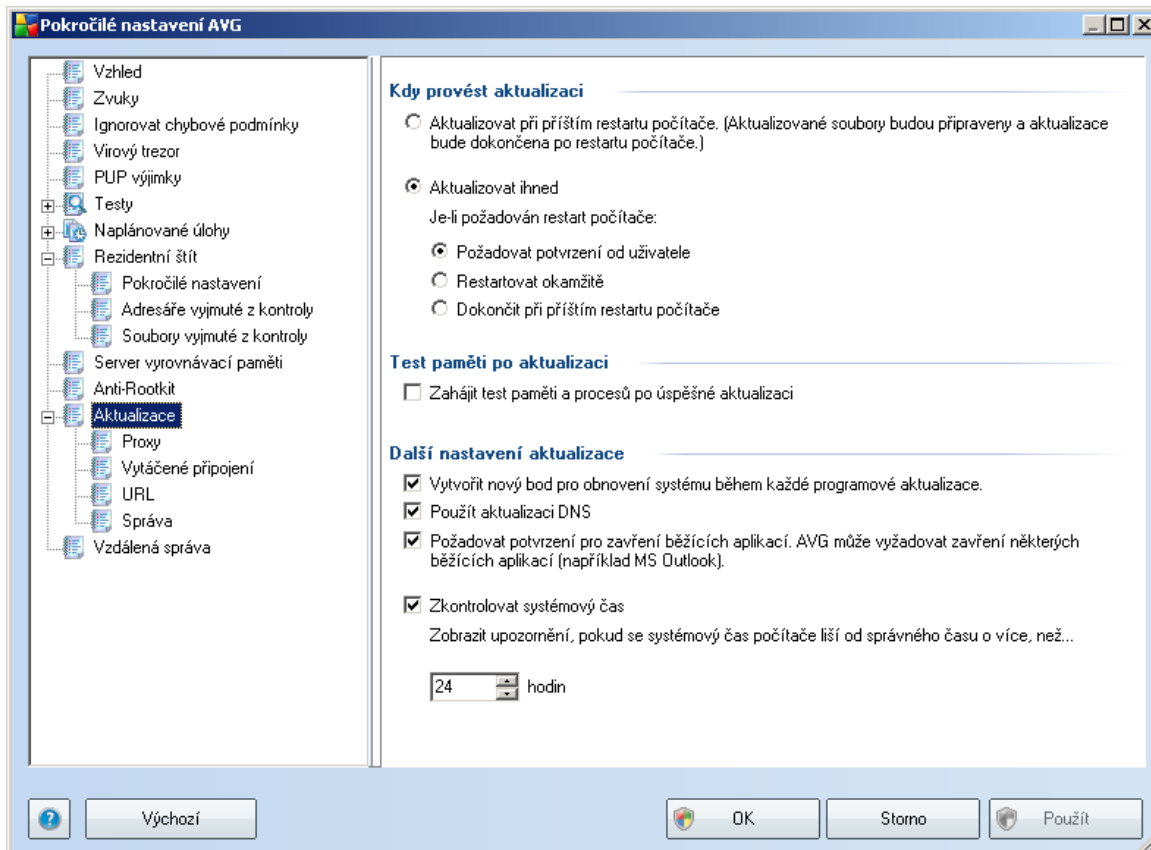 Pokročilé nastavení AVG
Vzhled
Zvuky
Ignorovat chybové podmínky
Virový trezor
PUP výjimky
Testy
Naplánované úlohy
Rezidentní štít
Pokročilé nastavení
Adresáře vyjmuté z kontroly
Soubory vyjmuté z kontroly
Server vyrovnávací paměti
Anti-Rootkit
Aktualizace
Proxy
Vytáčené připojení
URL
Správa
Vzdálená správa
Kdy provést aktualizaci
Aktualizovat při příštím restartu počítače. (Aktualizované soubory budou připraveny a aktualizace
bude dokončena po restartu počítače.)
Aktualizovat ihned
Je-li požadován restart počítače:
Požadovat potvrzení od uživatele
Restartovat okamžitě
Dokončit při příštím restartu počítače
Test paměti po aktualizaci
Zahájit test paměti a procesů po úspěšné aktualizaci
Další nastavení aktualizace
Vytvořit nový bod pro obnovení systému během každé programové aktualizace.
Použít aktualizaci DNS
Požadovat potvrzení pro zavření běžících aplikací. AVG může vyžadovat zavření některých
běžících aplikací (například MS Outlook).
Zkontrolovat systémový čas
Zobrazit upozornění, pokud se systémový čas počítače liší od správného času o více, než...
24 hodin
? Výchozí OK Storno Použít